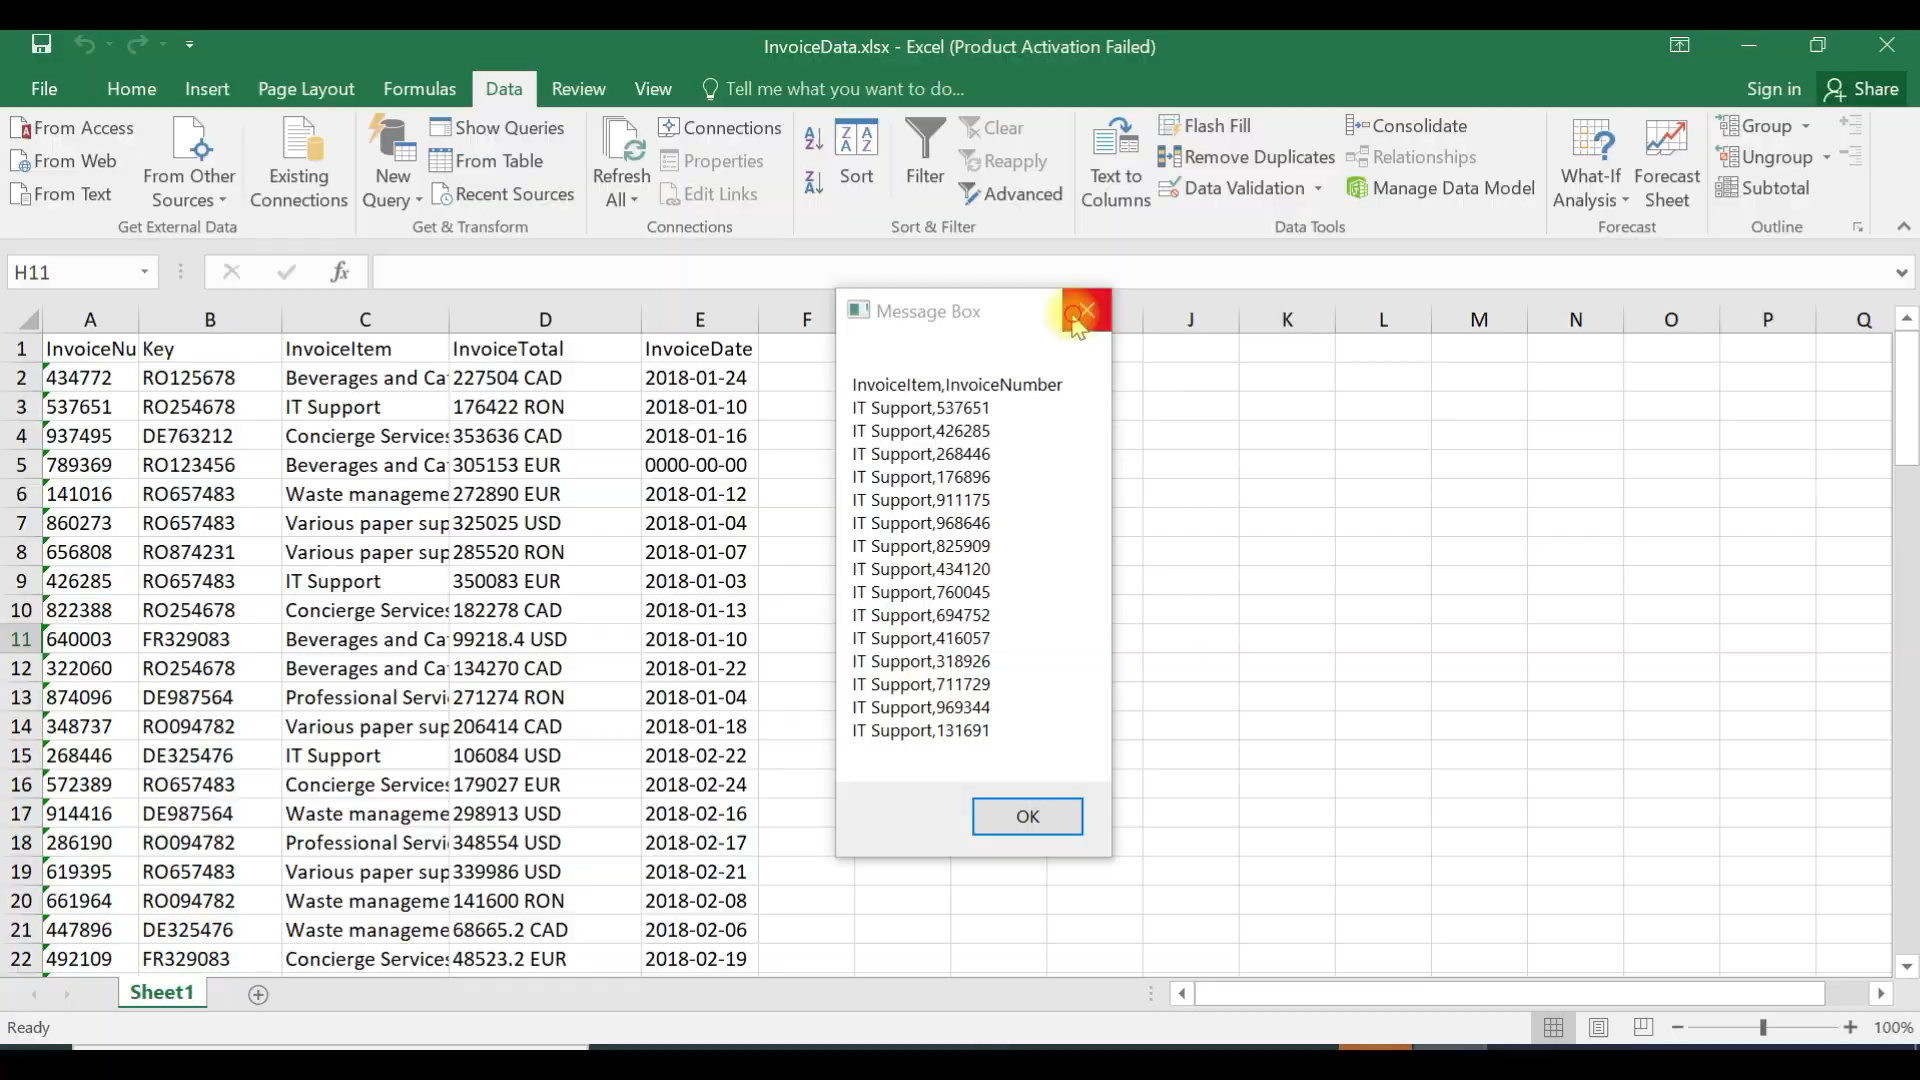 InvoiceData.xlsx - Excel (Product Activation Failed)
File Home Insert Page Layout Formulas Data Review View Tell me what you want to do... Sign in Share
From Access
From Web
From Text
From Other
Sources
Get External Data
Existing
Connections
New
Query
Show Queries
From Table
Recent Sources
Get & Transform
Refresh
All
Connections
Properties
Edit Links
Connections
Sort
Filter
Clear
Reapply
Advanced
Sort & Filter
Text to
Columns
Flash Fill
Remove Duplicates
Data Validation
Consolidate
Relationships
Manage Data Model
Data Tools
What-If
Analysis
Forecast
Sheet
Forecast
Group
Ungroup
Subtotal
Outline
H11 fx
A B C D E F J K L M N O P Q
1 InvoiceNu Key InvoiceItem InvoiceTotal InvoiceDate
2 434772 RO125678 Beverages and Ca 227504 CAD 2018-01-24
3 537651 RO254678 IT Support 176422 RON 2018-01-10
4 937495 DE763212 Concierge Services 353636 CAD 2018-01-16
5 789369 RO123456 Beverages and Ca 305153 EUR 0000-00-00
6 141016 RO657483 Waste manageme 272890 EUR 2018-01-12
7 860273 RO657483 Various paper sup 325025 USD 2018-01-04
8 656808 RO874231 Various paper sup 285520 RON 2018-01-07
9 426285 RO657483 IT Support 350083 EUR 2018-01-03
10 822388 RO254678 Concierge Services 182278 CAD 2018-01-13
11 640003 FR329083 Beverages and Ca 99218.4 USD 2018-01-10
12 322060 RO254678 Beverages and Ca 134270 CAD 2018-01-22
13 874096 DE987564 Professional Servi 271274 RON 2018-01-04
14 348737 RO094782 Various paper sup 206414 CAD 2018-01-18
15 268446 DE325476 IT Support 106084 USD 2018-02-22
16 572389 RO657483 Concierge Services 179027 EUR 2018-02-24
17 914416 DE987564 Waste manageme 298913 USD 2018-02-16
18 286190 RO094782 Professional Servi 348554 USD 2018-02-17
19 619395 RO657483 Various paper sup 339986 USD 2018-02-21
20 661964 RO094782 Waste manageme 141600 RON 2018-02-08
21 447896 DE325476 Waste manageme 68665.2 CAD 2018-02-06
22 492109 FR329083 Concierge Services 48523.2 EUR 2018-02-19
Message Box
InvoiceItem,InvoiceNumber
IT Support,537651
IT Support,426285
IT Support,268446
IT Support,176896
IT Support,911175
IT Support,968646
IT Support,825909
IT Support,434120
IT Support,760045
IT Support,694752
IT Support,416057
IT Support,318926
IT Support,711729
IT Support,969344
IT Support,131691
OK
Sheet1
Ready 100%